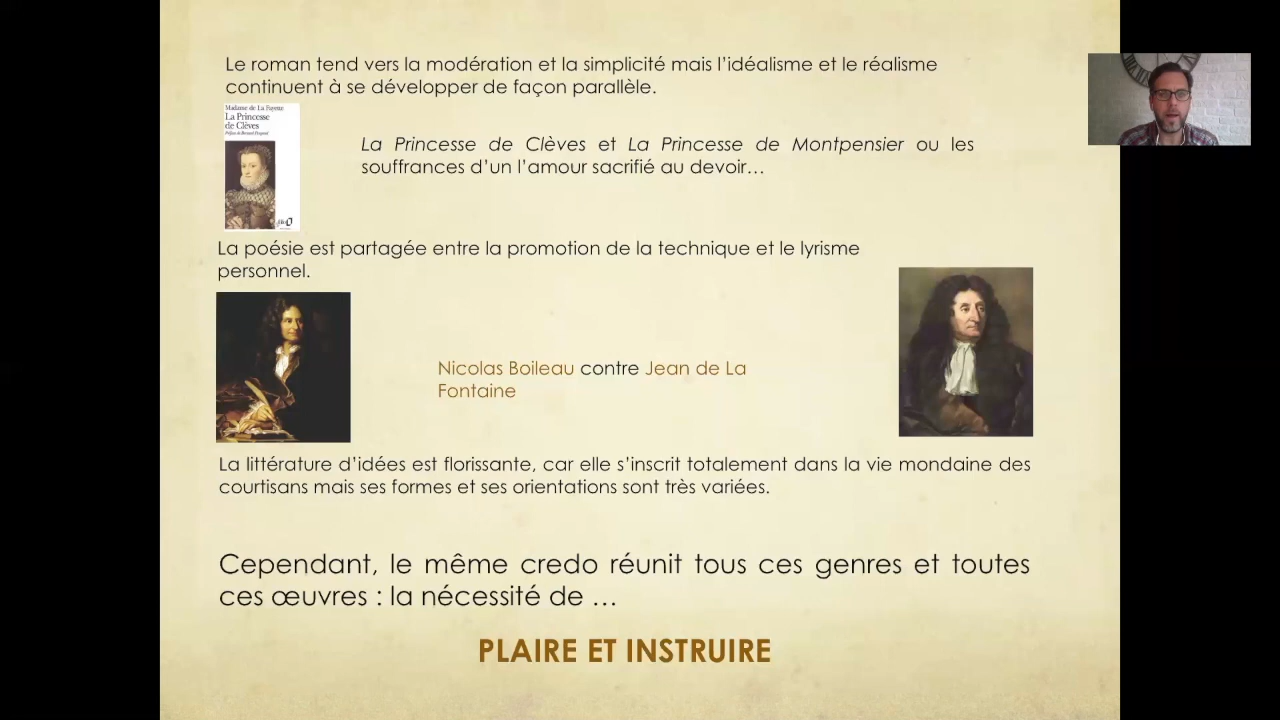 Le roman tend vers la modération et la simplicité mais l'idéalisme et le réalisme
continuent à se développer de façon parallèle.
Madame de La Fayette
La Princesse
de Clèves
La Princesse de Clèves et La Princesse de Montpensier ou les
souffrances d'un l'amour sacrifié au devoir…
La poésie est partagée entre la promotion de la technique et le lyrisme
personnel.
Nicolas Boileau contre Jean de La
Fontaine
La littérature d'idées est florissante, car elle s'inscrit totalement dans la vie mondaine des
courtisans mais ses formes et ses orientations sont très variées.
Cependant, le même credo réunit tous ces genres et toutes
ces œuvres : la nécessité de …
PLAIRE ET INSTRUIRE